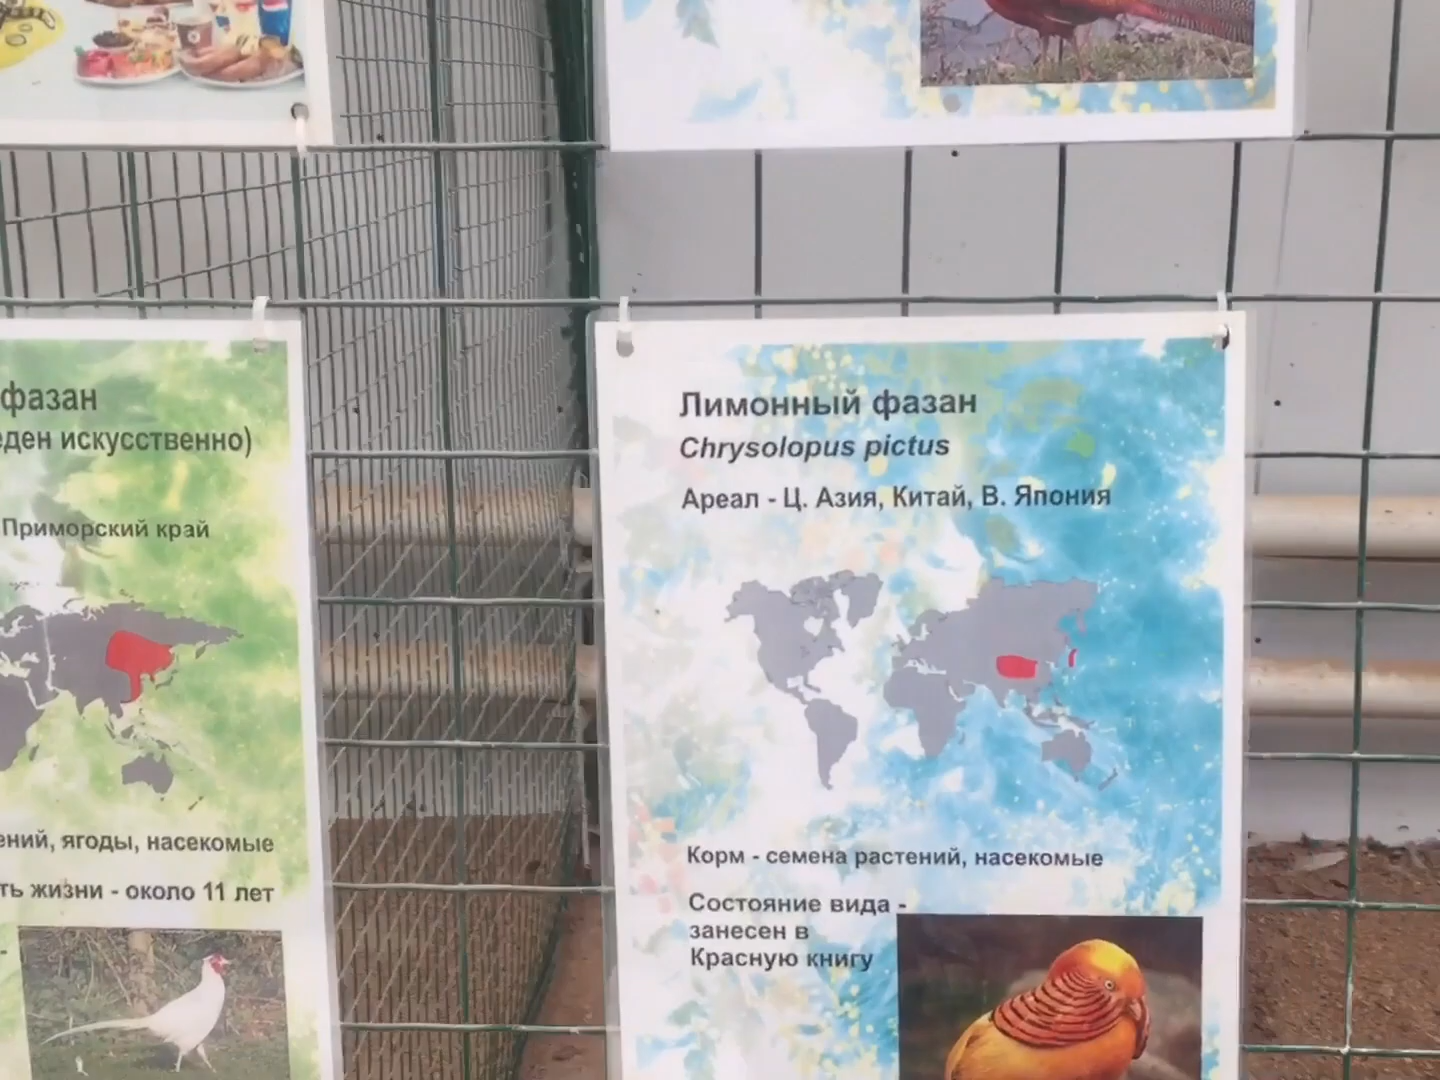 фазан
еден искусственно)
Приморский край
ений, ягоды, насекомые
ть жизни - около 11 лет
-
Лимонный фазан
Chrysolopus pictus
Ареал - Ц. Азия, Китай, В. Япония
Корм - семена растений, насекомые
Состояние вида -
занесен в
Красную книгу